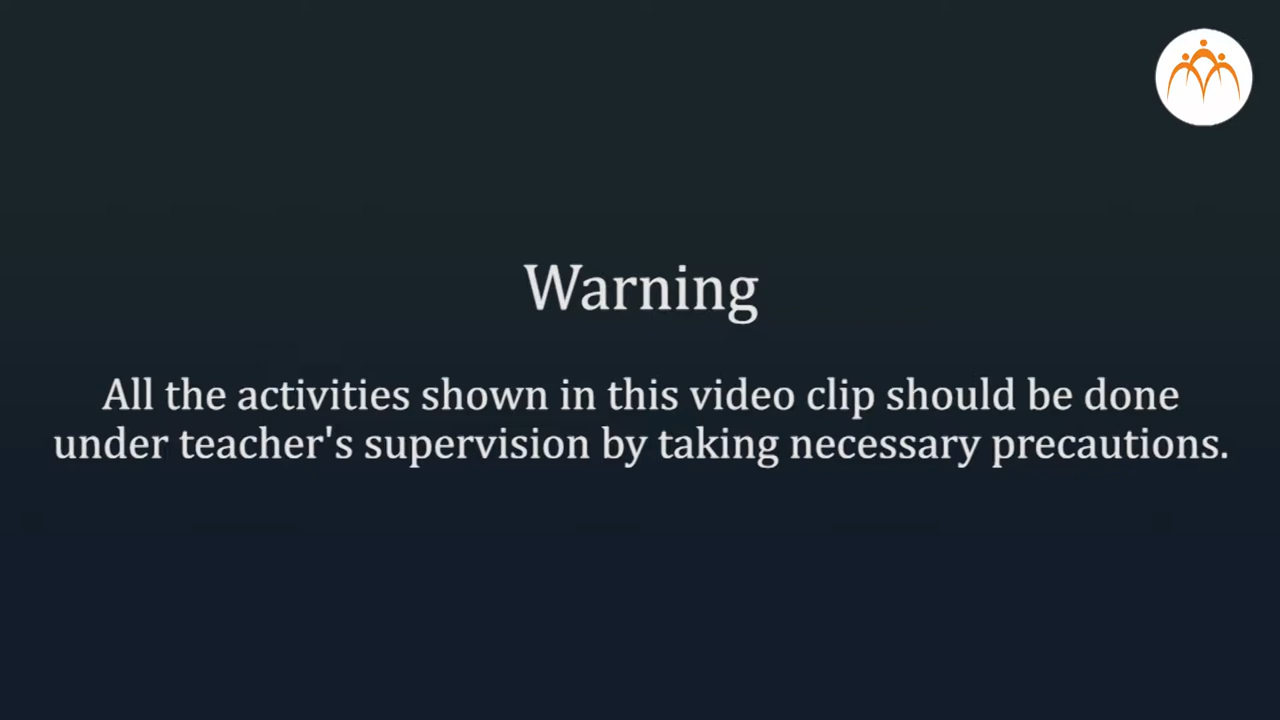 Warning
All the activities shown in this video clip should be done
under teacher's supervision by taking necessary precautions.